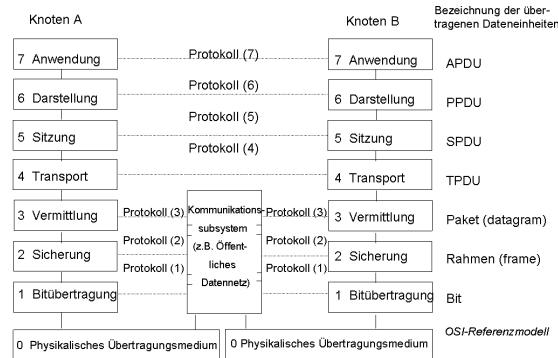 Bezeichnung der über-
tragenen Dateneinheiten
Knoten A
Knoten B
7 Anwendung
Protokoll (7)
7 Anwendung
APDU
6 Darstellung
Protokoll (6)
6 Darstellung
PPDU
Protokoll (5)
5 Sitzung
5 Sitzung
SPDU
Protokoll (4)
4 Transport
4 Transport
TPDU
3 Vermittlung
Protokoll (3)
Kommunikations-
subsystem
(z.B. Öffent-
liches
Datennetz)
Protokoll (3)
3 Vermittlung
Paket (datagram)
Protokoll (2)
Protokoll (2)
2 Sicherung
2 Sicherung
Rahmen (frame)
Protokoll (1)
Protokoll (1)
1 Bitübertragung
1 Bitübertragung
Bit
OSI-Referenzmodell
0 Physikalisches Übertragungsmedium
0 Physikalisches Übertragungsmedium